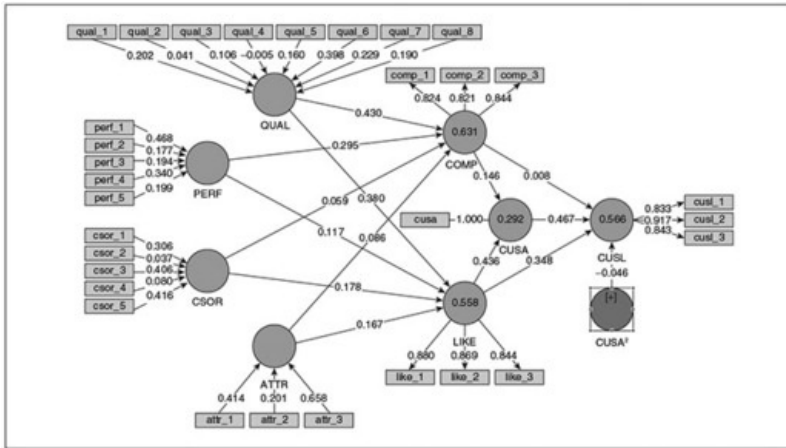 qual_1 qual_2 qual_3 qual_4 qual_5 qual_6 qual_7 qual_8
0.202 0.041 0.106 −0.005 0.160 0.398 0.229 0.190
comp_1 comp_2 comp_3
0.824 0.821 0.844
QUAL
0.430
0.631
COMP
perf_1
perf_2
perf_3
perf_4
perf_5
0.468
0.177
0.194
0.340
0.199
PERF
0.295
0.146
0.008
0.059
0.380
0.117
0.086
cusa
1.000
0.292
CUSA
0.467
0.566
CUSL
0.833
0.917
0.843
cusl_1
cusl_2
cusl_3
csor_1
csor_2
csor_3
csor_4
csor_5
0.306
0.037
0.406
0.080
0.416
CSOR
0.178
0.436
0.348
−0.046
[+]
CUSA²
0.558
LIKE
0.167
ATTR
0.880 0.869 0.844
like_1 like_2 like_3
0.414 0.201 0.658
attr_1 attr_2 attr_3